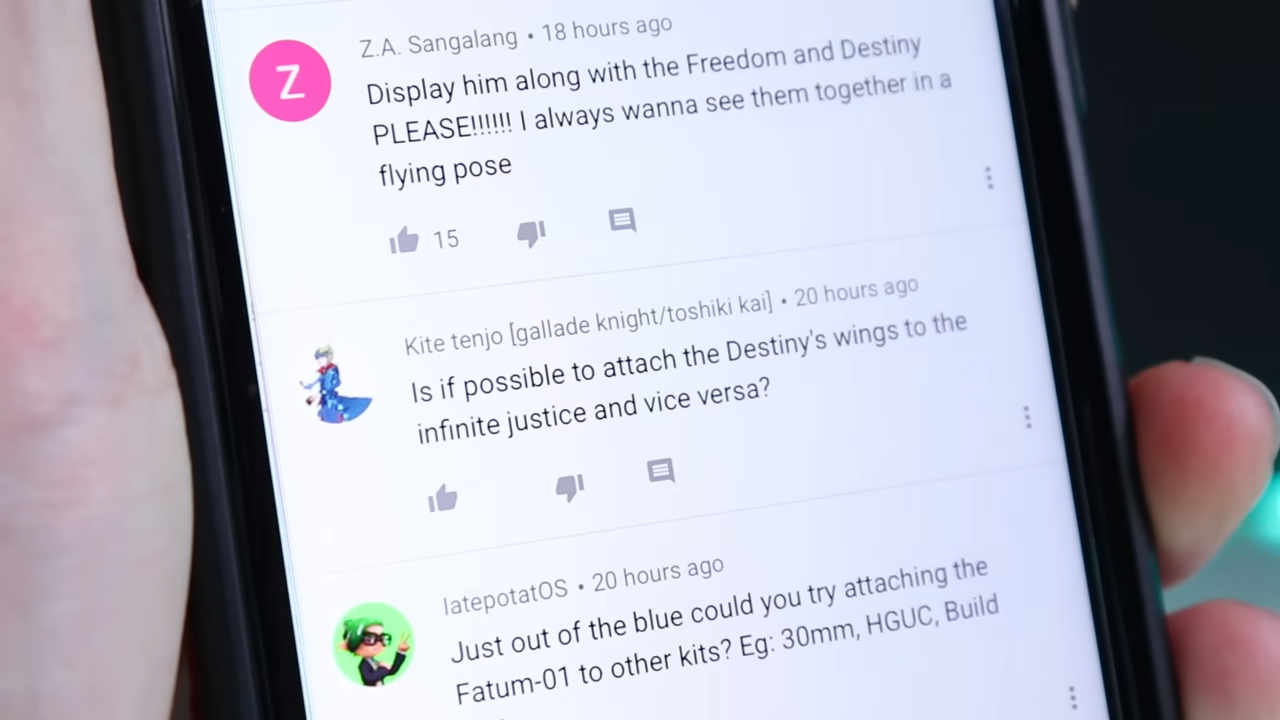 Z
Z.A. Sangalang • 18 hours ago
Display him along with the Freedom and Destiny
PLEASE!!!!!! I always wanna see them together in a
flying pose
15
Kite tenjo [gallade knight/toshiki kai] • 20 hours ago
Is if possible to attach the Destiny's wings to the
infinite justice and vice versa?
latepotatOS • 20 hours ago
Just out of the blue could you try attaching the
Fatum-01 to other kits? Eg: 30mm, HGUC, Build